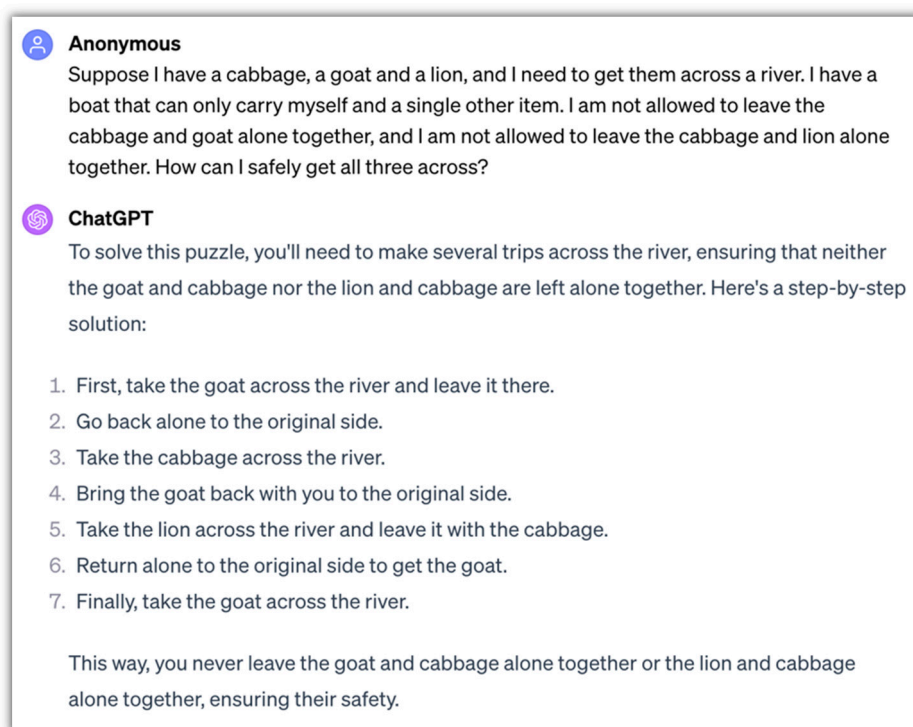 Anonymous
Suppose I have a cabbage, a goat and a lion, and I need to get them across a river. I have a
boat that can only carry myself and a single other item. I am not allowed to leave the
cabbage and goat alone together, and I am not allowed to leave the cabbage and lion alone
together. How can I safely get all three across?
ChatGPT
To solve this puzzle, you'll need to make several trips across the river, ensuring that neither
the goat and cabbage nor the lion and cabbage are left alone together. Here's a step-by-step
solution:
1. First, take the goat across the river and leave it there.
2. Go back alone to the original side.
3. Take the cabbage across the river.
4. Bring the goat back with you to the original side.
5. Take the lion across the river and leave it with the cabbage.
6. Return alone to the original side to get the goat.
7. Finally, take the goat across the river.
This way, you never leave the goat and cabbage alone together or the lion and cabbage
alone together, ensuring their safety.